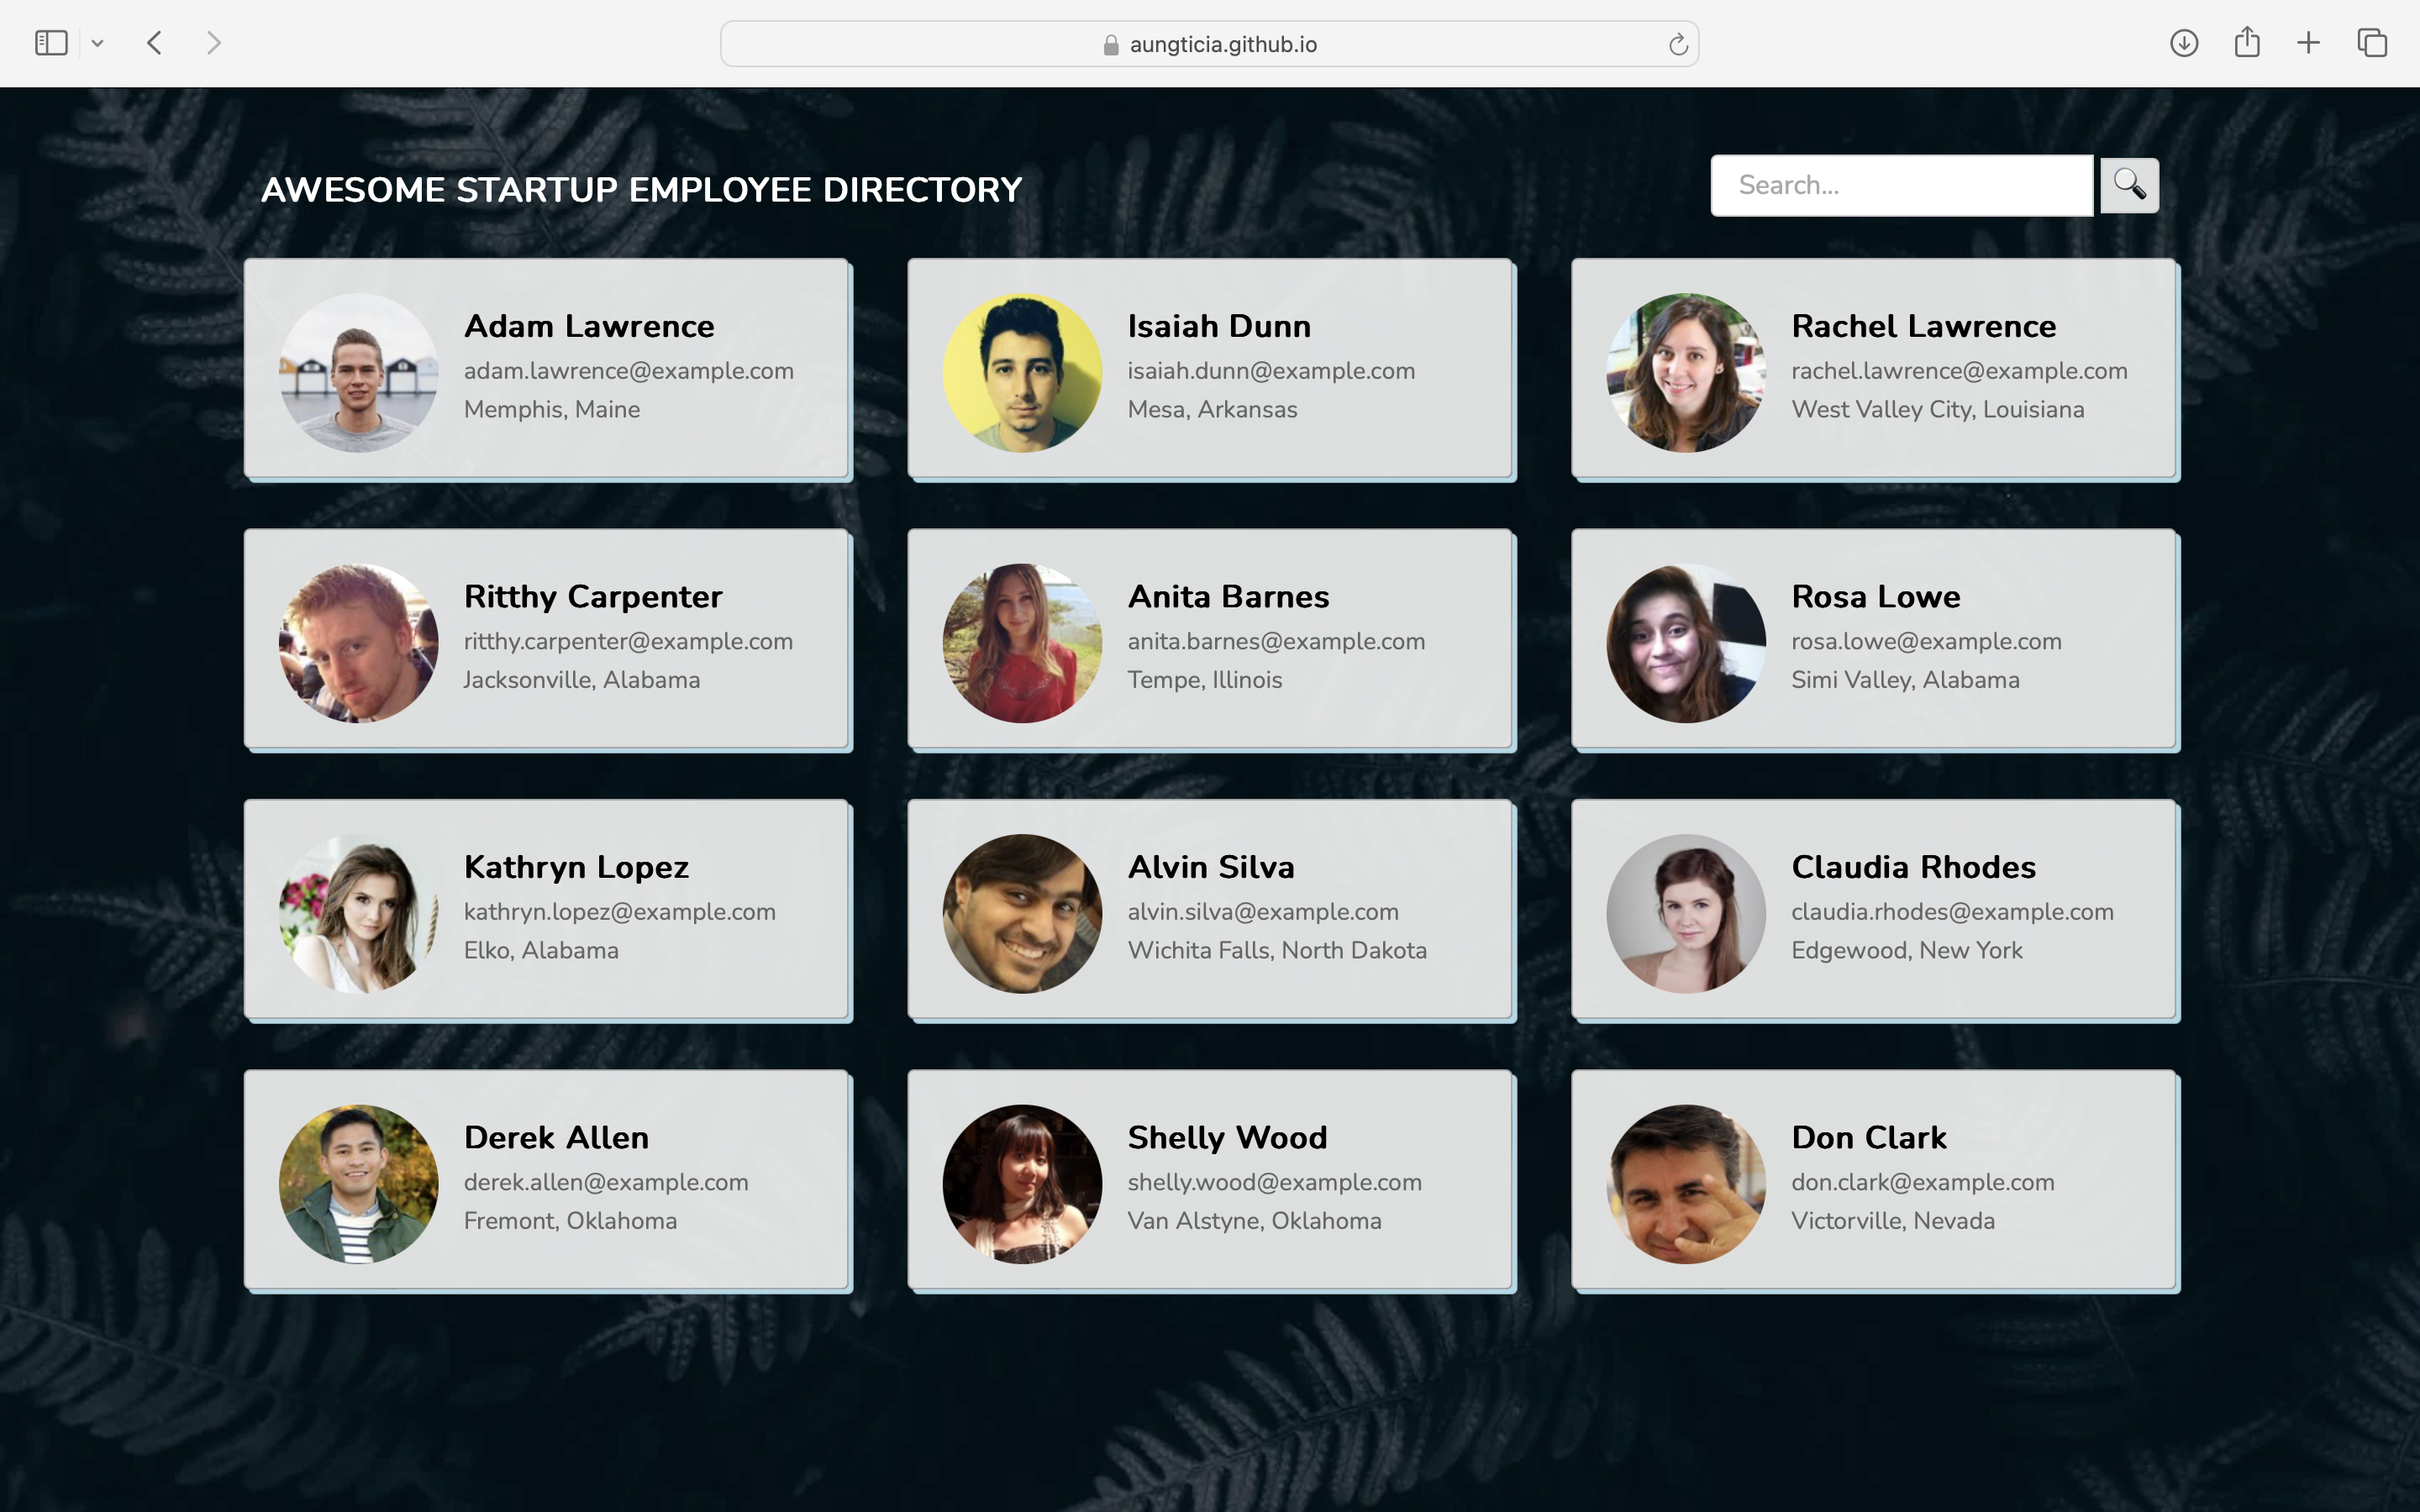 aungticia.github.io
AWESOME STARTUP EMPLOYEE DIRECTORY
Search...
Adam Lawrence
adam.lawrence@example.com
Memphis, Maine
Isaiah Dunn
isaiah.dunn@example.com
Mesa, Arkansas
Rachel Lawrence
rachel.lawrence@example.com
West Valley City, Louisiana
Ritthy Carpenter
ritthy.carpenter@example.com
Jacksonville, Alabama
Anita Barnes
anita.barnes@example.com
Tempe, Illinois
Rosa Lowe
rosa.lowe@example.com
Simi Valley, Alabama
Kathryn Lopez
kathryn.lopez@example.com
Elko, Alabama
Alvin Silva
alvin.silva@example.com
Wichita Falls, North Dakota
Claudia Rhodes
claudia.rhodes@example.com
Edgewood, New York
Derek Allen
derek.allen@example.com
Fremont, Oklahoma
Shelly Wood
shelly.wood@example.com
Van Alstyne, Oklahoma
Don Clark
don.clark@example.com
Victorville, Nevada